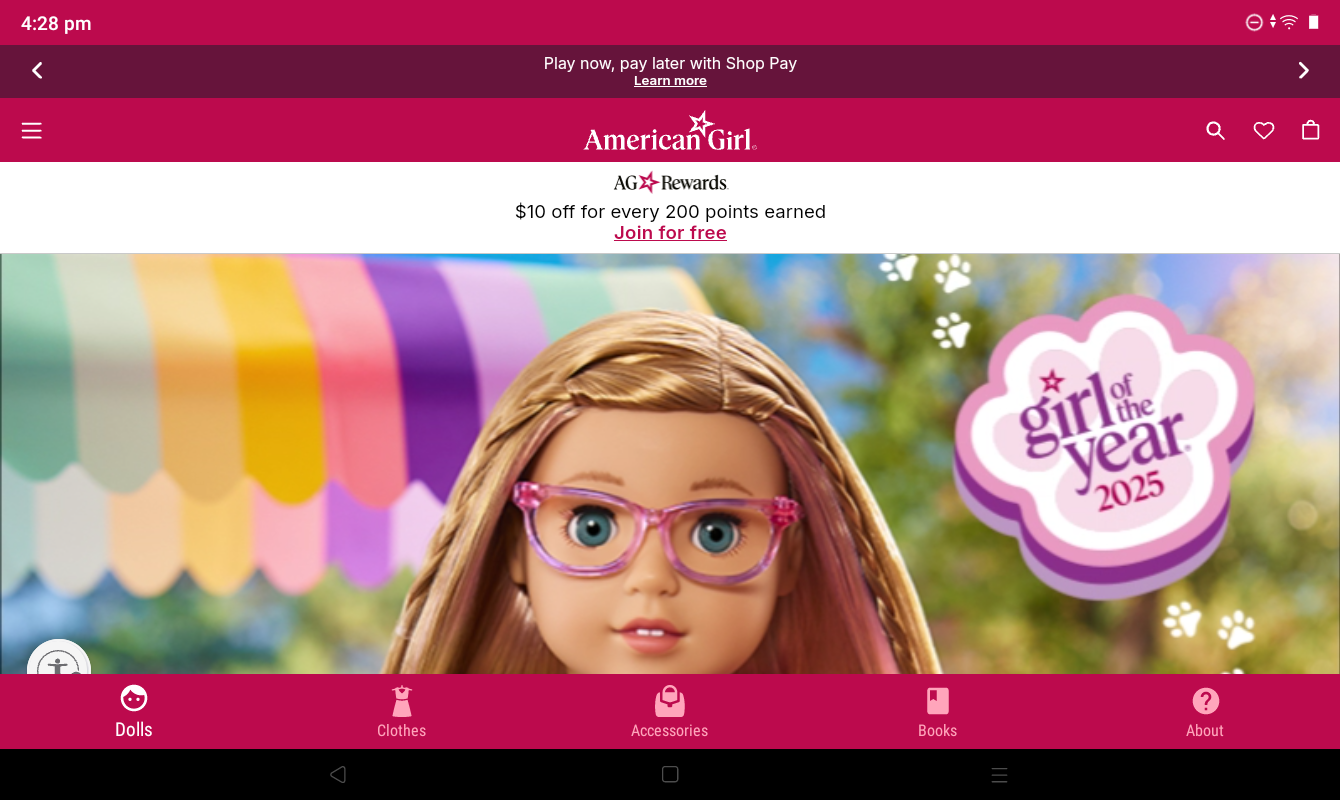 4:28 pm
Play now, pay later with Shop Pay
Learn more
American Girl®
AG Rewards
$10 off for every 200 points earned
Join for free
girl of the year®
2025
Dolls
Clothes
Accessories
Books
About